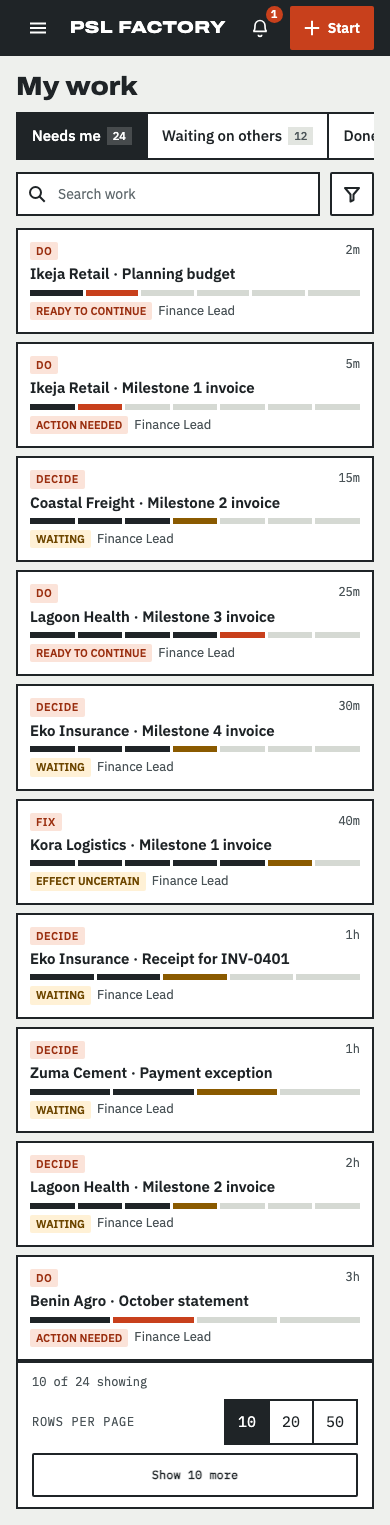 PSL FACTORY
1
Start
My work
Needs me 24
Waiting on others 12
Done
Search work
DO 2m
Ikeja Retail · Planning budget
READY TO CONTINUE Finance Lead
DO 5m
Ikeja Retail · Milestone 1 invoice
ACTION NEEDED Finance Lead
DECIDE 15m
Coastal Freight · Milestone 2 invoice
WAITING Finance Lead
DO 25m
Lagoon Health · Milestone 3 invoice
READY TO CONTINUE Finance Lead
DECIDE 30m
Eko Insurance · Milestone 4 invoice
WAITING Finance Lead
FIX 40m
Kora Logistics · Milestone 1 invoice
EFFECT UNCERTAIN Finance Lead
DECIDE 1h
Eko Insurance · Receipt for INV-0401
WAITING Finance Lead
DECIDE 1h
Zuma Cement · Payment exception
WAITING Finance Lead
DECIDE 2h
Lagoon Health · Milestone 2 invoice
WAITING Finance Lead
DO 3h
Benin Agro · October statement
ACTION NEEDED Finance Lead
10 of 24 showing
ROWS PER PAGE 10 20 50
Show 10 more